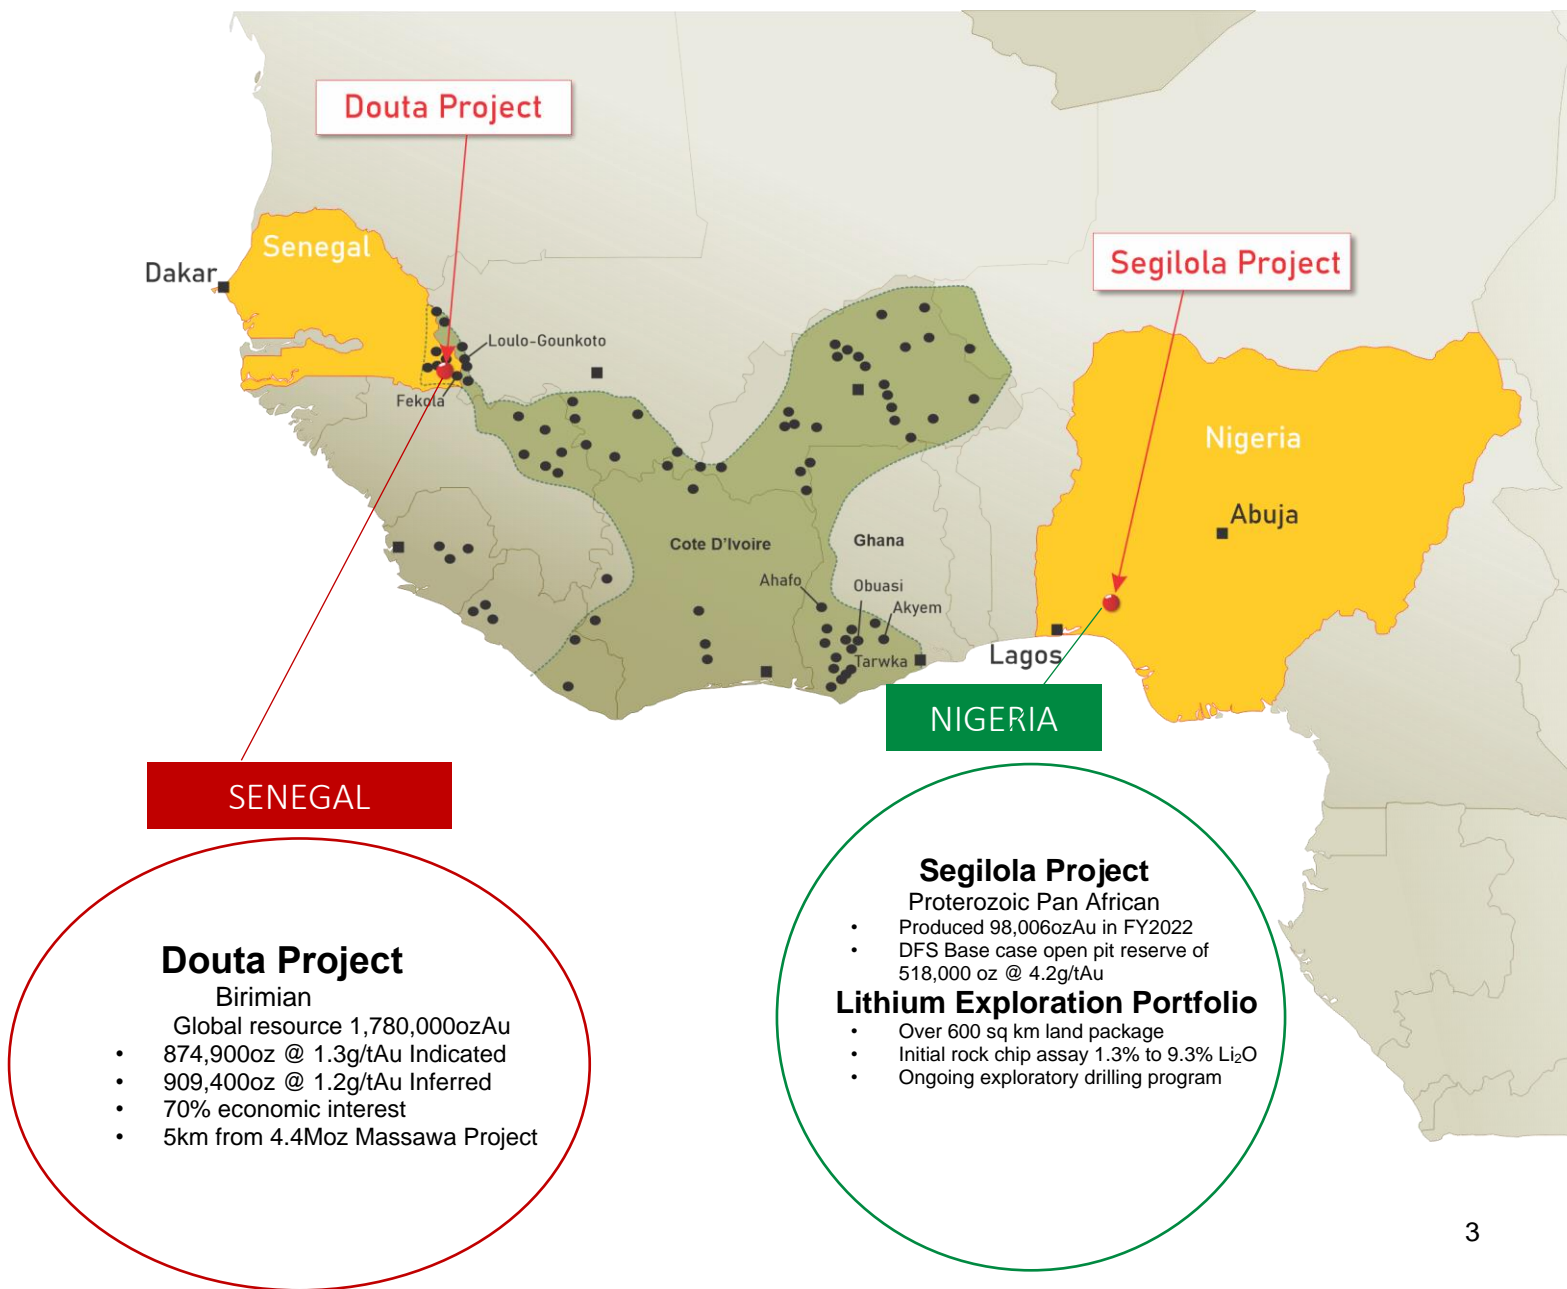 Douta Project
Segilola Project
Senegal
Dakar
Loulo-Gounkoto
Fekola
Nigeria
Abuja
Cote D'Ivoire
Ghana
Ahafo
Obuasi
Akyem
Tarwka
Lagos
NIGERIA
SENEGAL
Douta Project
Birimian
Global resource 1,780,000ozAu
• 874,900oz @ 1.3g/tAu Indicated
• 909,400oz @ 1.2g/tAu Inferred
• 70% economic interest
• 5km from 4.4Moz Massawa Project
Segilola Project
Proterozoic Pan African
• Produced 98,006ozAu in FY2022
• DFS Base case open pit reserve of
518,000 oz @ 4.2g/tAu
Lithium Exploration Portfolio
• Over 600 sq km land package
• Initial rock chip assay 1.3% to 9.3% Li₂O
• Ongoing exploratory drilling program
3